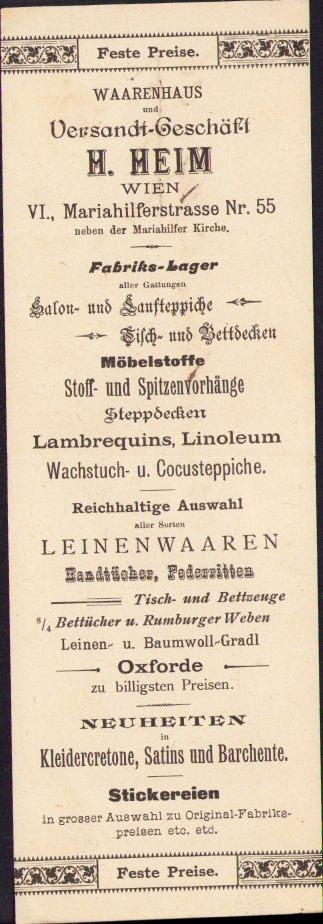 Feste Preise.
WAARENHAUS
und
Versandt-Geschäft
H. HEIM
WIEN
VI., Mariahilferstrasse Nr. 55
neben der Mariahilfer Kirche.
Fabriks-Lager
aller Gattungen
Salon- und Laufteppiche
Tisch- und Bettdecken
Möbelstoffe
Stoff- und Spitzenvorhänge
Steppdecken
Lambrequins, Linoleum
Wachstuch- u. Cocusteppiche.
Reichhaltige Auswahl
aller Sorten
LEINENWAAREN
Handtücher, Federritten
Tisch- und Bettzeuge
8/4 Bettücher u. Rumburger Weben
Leinen- u. Baumwoll-Gradl
Oxforde
zu billigsten Preisen.
NEUHEITEN
in
Kleidercretone, Satins und Barchente.
Stickereien
in grosser Auswahl zu Original-Fabriks-
preisen etc. etc.
Feste Preise.